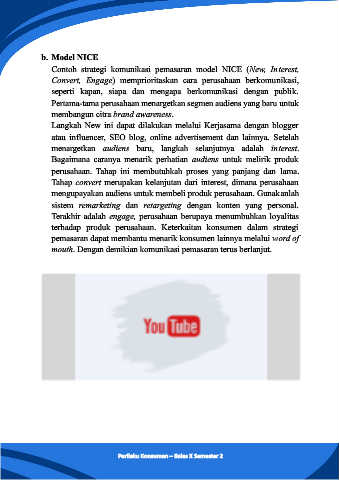 b. Model NICE
Contoh strategi komunikasi pemasaran model NICE (New, Interest,
Convert, Engage) memprioritaskan cara perusahaan berkomunikasi,
seperti kapan, siapa dan mengapa berkomunikasi dengan publik.
Pertama-tama perusahaan menargetkan segmen audiens yang baru untuk
membangun citra brand awareness.
Langkah New ini dapat dilakukan melalui Kerjasama dengan blogger
atau influencer, SEO blog, online advertisement dan lainnya. Setelah
menargetkan audiens baru, langkah selanjutnya adalah interest.
Bagaimana caranya menarik perhatian audiens untuk melirik produk
perusahaan. Tahap ini membutuhkah proses yang panjang dan lama.
Tahap convert merupakan kelanjutan dari interest, dimana perusahaan
mengupayakan audiens untuk membeli produk perusahaan. Gunakanlah
sistem remarketing dan retargeting dengan konten yang personal.
Terakhir adalah engage, perusahaan berupaya menumbuhkan loyalitas
terhadap produk perusahaan. Keterkaitan konsumen dalam strategi
pemasaran dapat membantu menarik konsumen lainnya melalui word of
mouth. Dengan demikian komunikasi pemasaran terus berlanjut.
YouTube
Perilaku Konsumen – Kelas X Semester 2